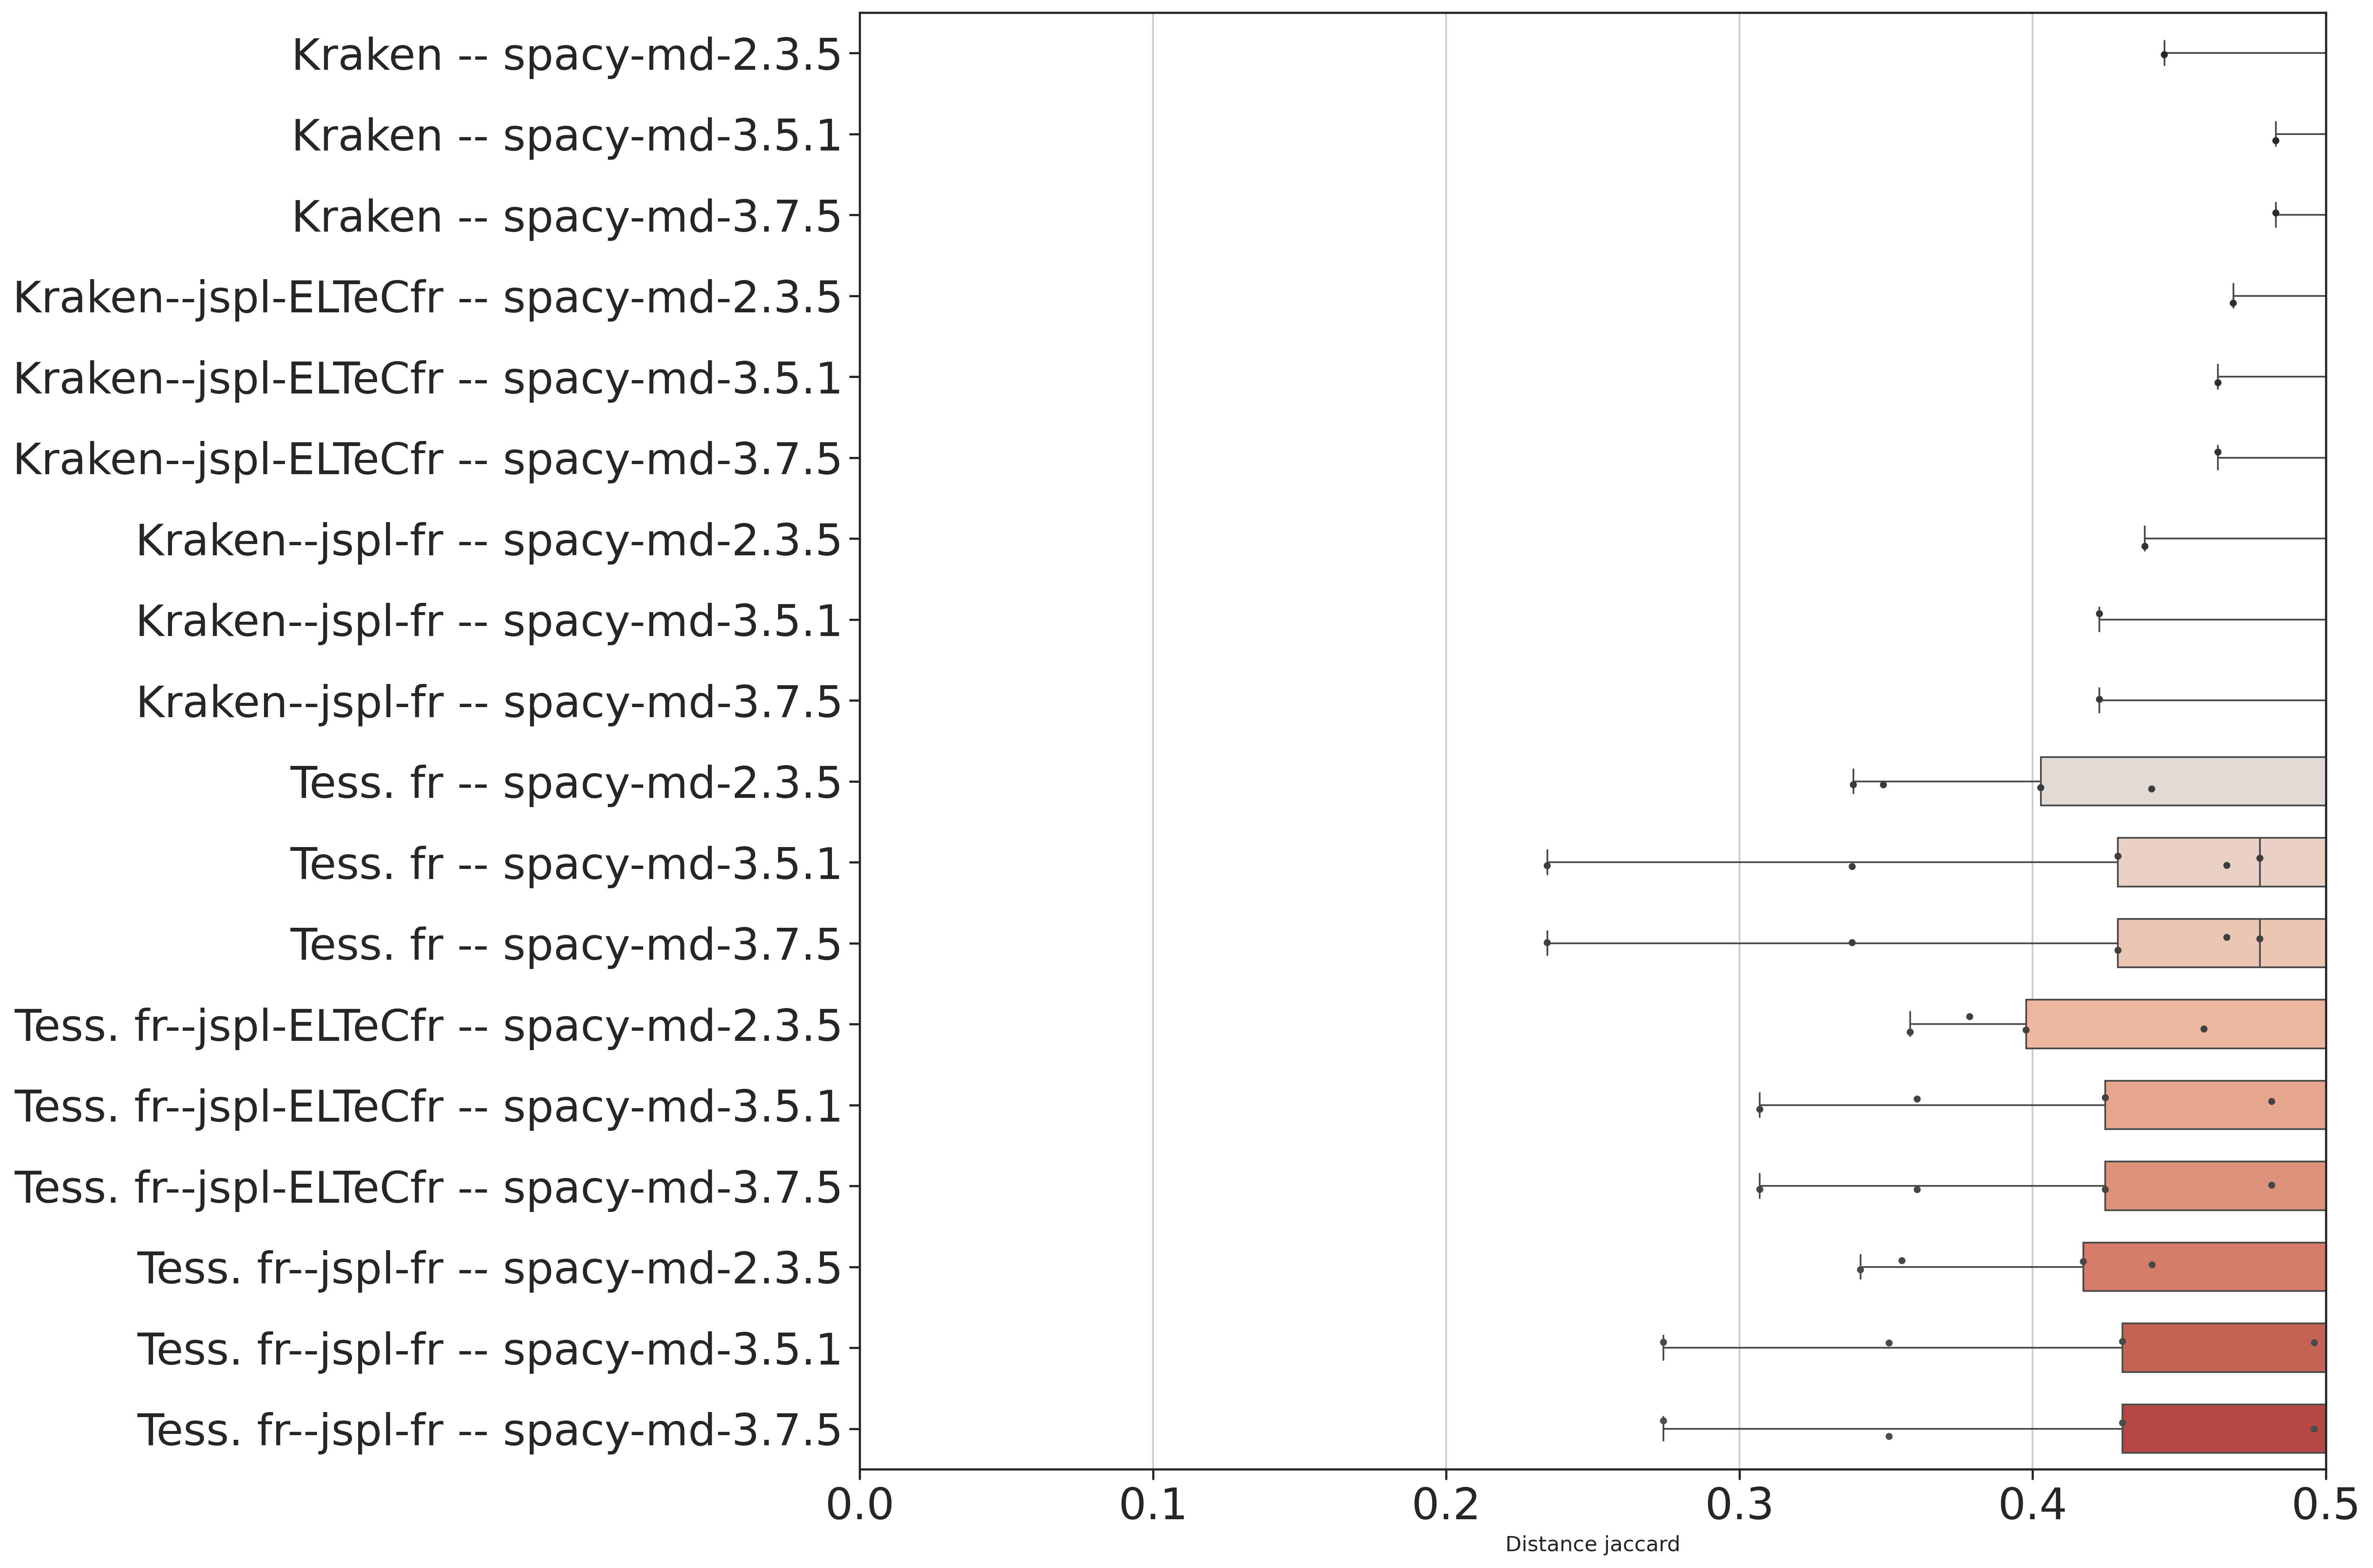 Kraken -- spacy-md-2.3.5
Kraken -- spacy-md-3.5.1
Kraken -- spacy-md-3.7.5
Kraken--jspl-ELTeCfr -- spacy-md-2.3.5
Kraken--jspl-ELTeCfr -- spacy-md-3.5.1
Kraken--jspl-ELTeCfr -- spacy-md-3.7.5
Kraken--jspl-fr -- spacy-md-2.3.5
Kraken--jspl-fr -- spacy-md-3.5.1
Kraken--jspl-fr -- spacy-md-3.7.5
Tess. fr -- spacy-md-2.3.5
Tess. fr -- spacy-md-3.5.1
Tess. fr -- spacy-md-3.7.5
Tess. fr--jspl-ELTeCfr -- spacy-md-2.3.5
Tess. fr--jspl-ELTeCfr -- spacy-md-3.5.1
Tess. fr--jspl-ELTeCfr -- spacy-md-3.7.5
Tess. fr--jspl-fr -- spacy-md-2.3.5
Tess. fr--jspl-fr -- spacy-md-3.5.1
Tess. fr--jspl-fr -- spacy-md-3.7.5
0.0 0.1 0.2 0.3 0.4 0.5
Distance jaccard